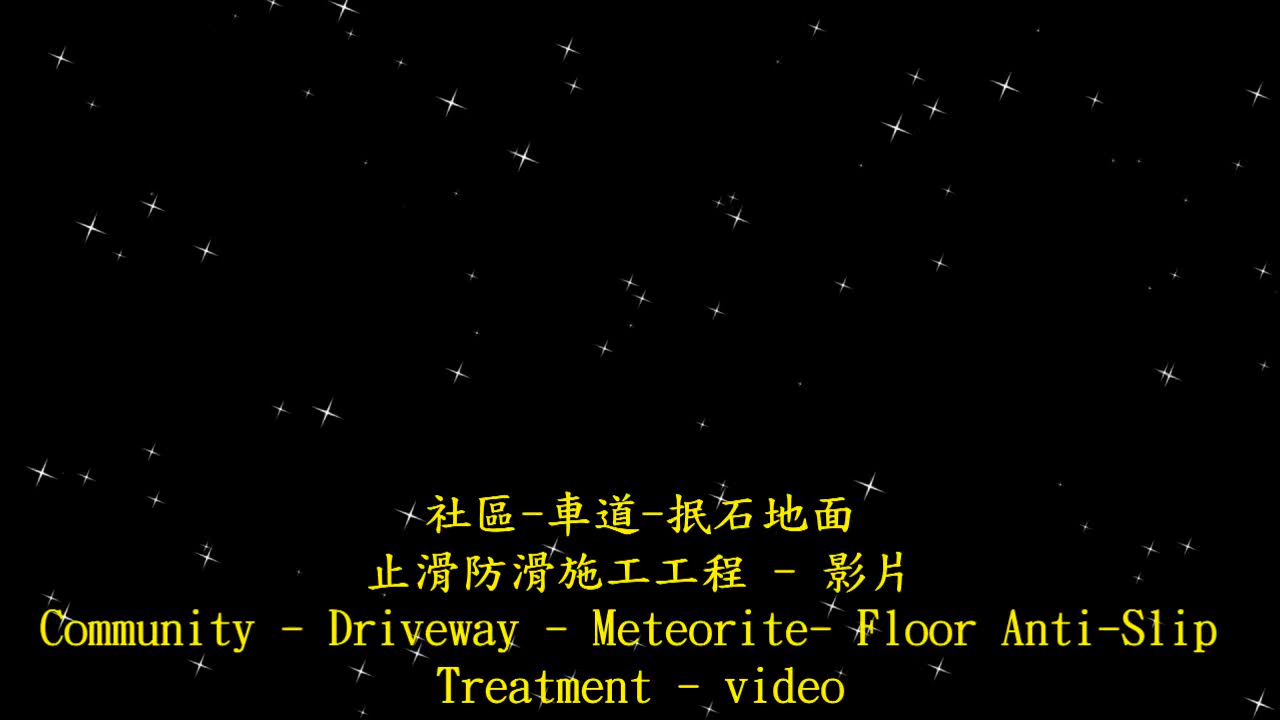 社區-車道-抿石地面
止滑防滑施工工程 - 影片
Community - Driveway - Meteorite- Floor Anti-Slip
Treatment - video